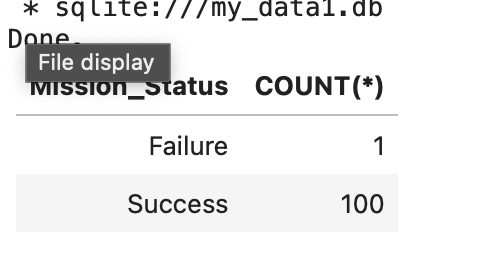 * sqlite:///my_data1.db
Done.
File display
Mission_Status COUNT(*)
Failure 1
Success 100